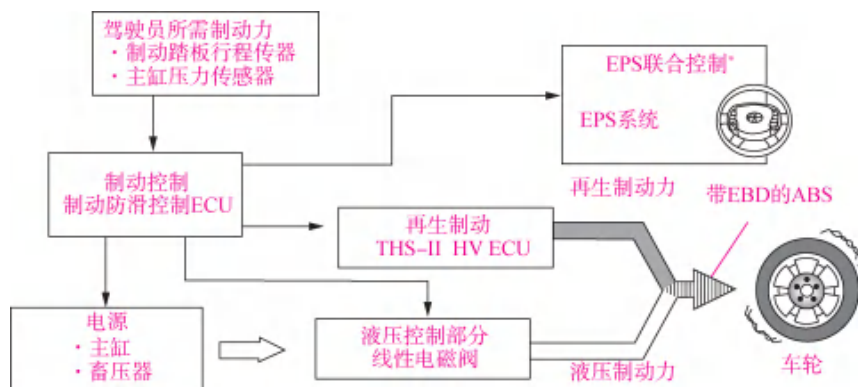 驾驶员所需制动力
· 制动踏板行程传器
· 主缸压力传感器
EPS联合控制*
EPS系统
制动控制
制动防滑控制ECU
再生制动力
带EBD的ABS
再生制动
THS-II HV ECU
电源
· 主缸
· 畜压器
液压控制部分
线性电磁阀
液压制动力
车轮